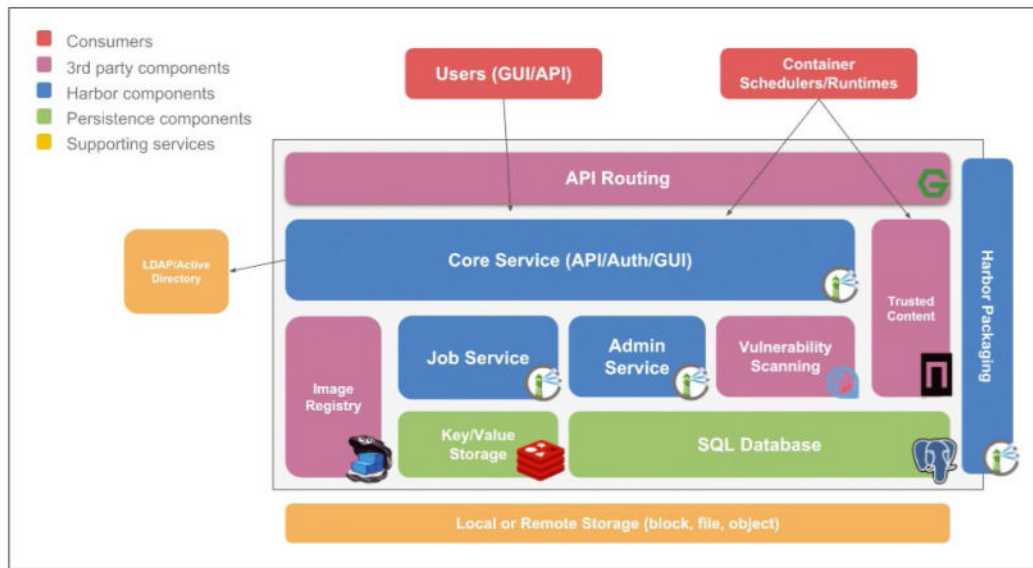 Consumers
3rd party components
Harbor components
Persistence components
Supporting services
Users (GUI/API)
Container
Schedulers/Runtimes
API Routing
LDAP/Active
Directory
Core Service (API/Auth/GUI)
Trusted
Content
Harbor Packaging
Image
Registry
Job Service
Admin
Service
Vulnerability
Scanning
Key/Value
Storage
SQL Database
Local or Remote Storage (block, file, object)